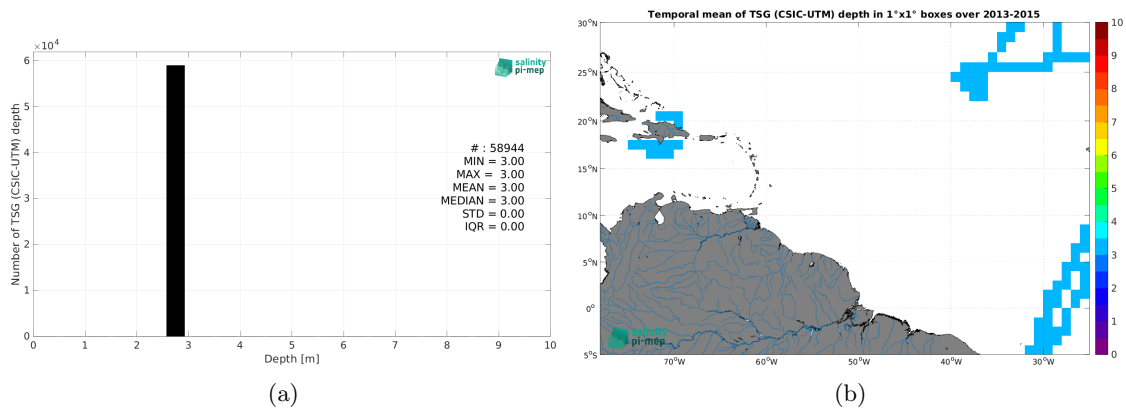 ×10⁴
6
5
4
3
2
1
0
0 1 2 3 4 5 6 7 8 9 10
Number of TSG (CSIC-UTM) depth
Depth [m]
salinity
pi-mep
# : 58944
MIN = 3.00
MAX = 3.00
MEAN = 3.00
MEDIAN = 3.00
STD = 0.00
IQR = 0.00
(a)
Temporal mean of TSG (CSIC-UTM) depth in 1°x1° boxes over 2013-2015
30°N
25°N
20°N
15°N
10°N
5°N
0°
5°S
70°W 60°W 50°W 40°W 30°W
salinity
pi-mep
10
9
8
7
6
5
4
3
2
1
0
(b)